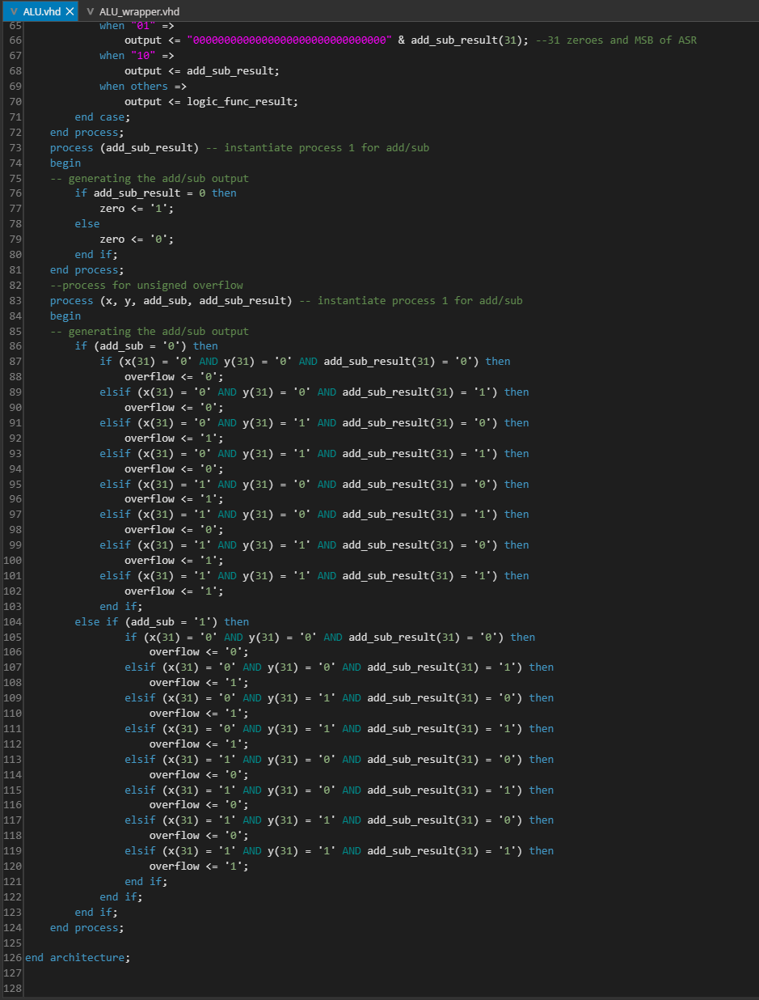 ALU.vhd
ALU_wrapper.vhd
65 when "01" =>
66 output <= "0000000000000000000000000000000" & add_sub_result(31); --31 zeroes and MSB of ASR
67 when "10" =>
68 output <= add_sub_result;
69 when others =>
70 output <= logic_func_result;
71 end case;
72 end process;
73 process (add_sub_result) -- instantiate process 1 for add/sub
74 begin
75 -- generating the add/sub output
76 if add_sub_result = 0 then
77 zero <= '1';
78 else
79 zero <= '0';
80 end if;
81 end process;
82 --process for unsigned overflow
83 process (x, y, add_sub, add_sub_result) -- instantiate process 1 for add/sub
84 begin
85 -- generating the add/sub output
86 if (add_sub = '0') then
87 if (x(31) = '0' AND y(31) = '0' AND add_sub_result(31) = '0') then
88 overflow <= '0';
89 elsif (x(31) = '0' AND y(31) = '0' AND add_sub_result(31) = '1') then
90 overflow <= '0';
91 elsif (x(31) = '0' AND y(31) = '1' AND add_sub_result(31) = '0') then
92 overflow <= '1';
93 elsif (x(31) = '0' AND y(31) = '1' AND add_sub_result(31) = '1') then
94 overflow <= '0';
95 elsif (x(31) = '1' AND y(31) = '0' AND add_sub_result(31) = '0') then
96 overflow <= '1';
97 elsif (x(31) = '1' AND y(31) = '0' AND add_sub_result(31) = '1') then
98 overflow <= '0';
99 elsif (x(31) = '1' AND y(31) = '1' AND add_sub_result(31) = '0') then
100 overflow <= '1';
101 elsif (x(31) = '1' AND y(31) = '1' AND add_sub_result(31) = '1') then
102 overflow <= '1';
103 end if;
104 else if (add_sub = '1') then
105 if (x(31) = '0' AND y(31) = '0' AND add_sub_result(31) = '0') then
106 overflow <= '0';
107 elsif (x(31) = '0' AND y(31) = '0' AND add_sub_result(31) = '1') then
108 overflow <= '1';
109 elsif (x(31) = '0' AND y(31) = '1' AND add_sub_result(31) = '0') then
110 overflow <= '1';
111 elsif (x(31) = '0' AND y(31) = '1' AND add_sub_result(31) = '1') then
112 overflow <= '1';
113 elsif (x(31) = '1' AND y(31) = '0' AND add_sub_result(31) = '0') then
114 overflow <= '0';
115 elsif (x(31) = '1' AND y(31) = '0' AND add_sub_result(31) = '1') then
116 overflow <= '0';
117 elsif (x(31) = '1' AND y(31) = '1' AND add_sub_result(31) = '0') then
118 overflow <= '0';
119 elsif (x(31) = '1' AND y(31) = '1' AND add_sub_result(31) = '1') then
120 overflow <= '1';
121 end if;
122 end if;
123 end if;
124 end process;
125
126 end architecture;
127
128